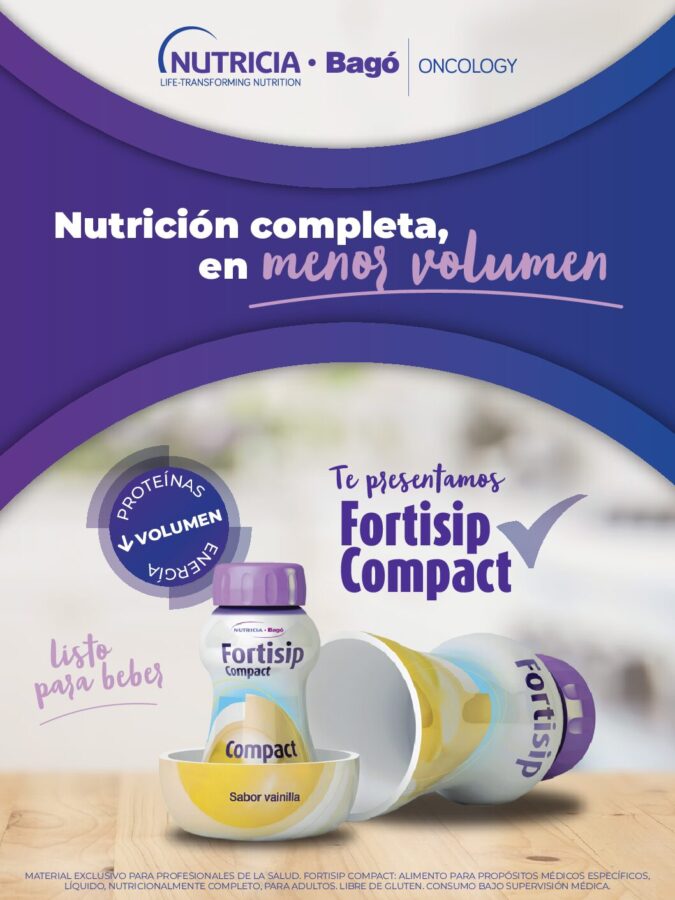 NUTRICIA • Bagó | ONCOLOGY
LIFE-TRANSFORMING NUTRITION
Nutrición completa,
en menor volumen
PROTEÍNAS
↓VOLUMEN
ENERGÍA
Te presentamos
Fortisip
Compact
listo
para beber
NUTRICIA • Bagó
Fortisip
Compact
Compact
Sabor vainilla
Fortisip
MATERIAL EXCLUSIVO PARA PROFESIONALES DE LA SALUD. FORTISIP COMPACT: ALIMENTO PARA PROPÓSITOS MÉDICOS ESPECÍFICOS,
LÍQUIDO, NUTRICIONALMENTE COMPLETO, PARA ADULTOS. LIBRE DE GLUTEN. CONSUMO BAJO SUPERVISIÓN MÉDICA.